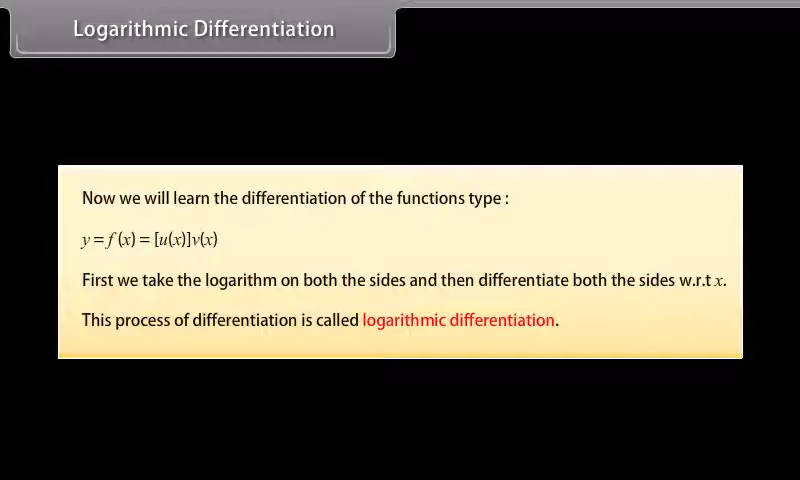 Logarithmic Differentiation
Now we will learn the differentiation of the functions type :
y = f (x) = [u(x)]v(x)
First we take the logarithm on both the sides and then differentiate both the sides w.r.t x.
This process of differentiation is called logarithmic differentiation.